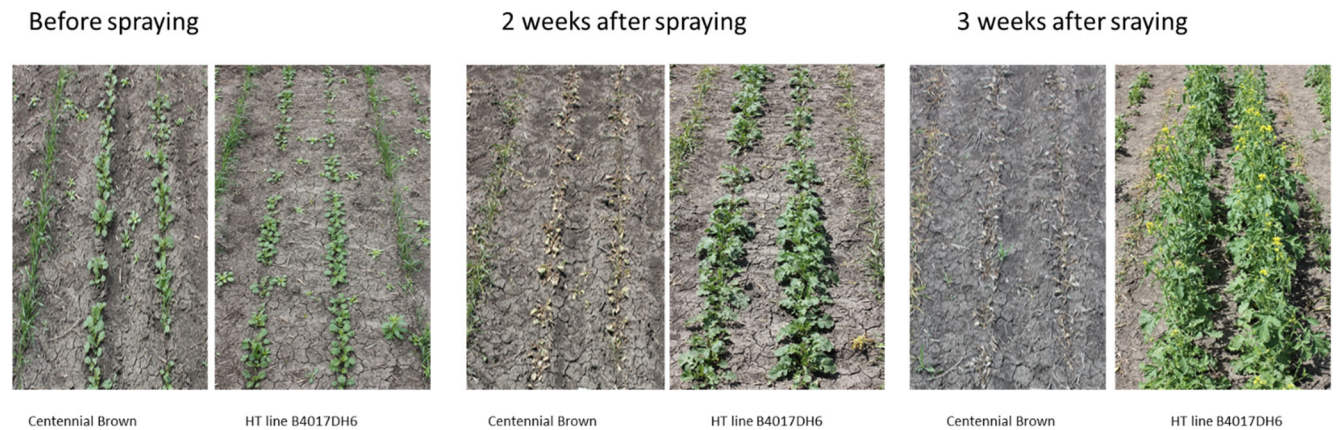 Before spraying
2 weeks after spraying
3 weeks after sraying
Centennial Brown
HT line B4017DH6
Centennial Brown
HT line B4017DH6
Centennial Brown
HT line B4017DH6